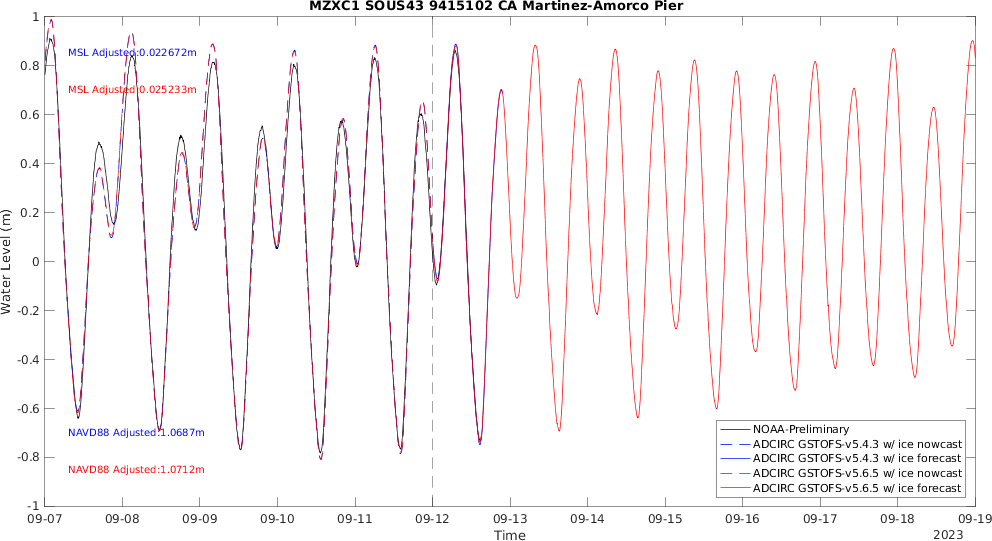 MZXC1 SOUS43 9415102 CA Martinez-Amorco Pier
1
0.8
0.6
0.4
0.2
0
-0.2
-0.4
-0.6
-0.8
-1
Water Level (m)
MSL Adjusted:0.022672m
MSL Adjusted:0.025233m
NAVD88 Adjusted:1.0687m
NAVD88 Adjusted:1.0712m
NOAA-Preliminary
ADCIRC GSTOFS-v5.4.3 w/ ice nowcast
ADCIRC GSTOFS-v5.4.3 w/ ice forecast
ADCIRC GSTOFS-v5.6.5 w/ ice nowcast
ADCIRC GSTOFS-v5.6.5 w/ ice forecast
09-07 09-08 09-09 09-10 09-11 09-12 09-13 09-14 09-15 09-16 09-17 09-18 09-19
Time
2023